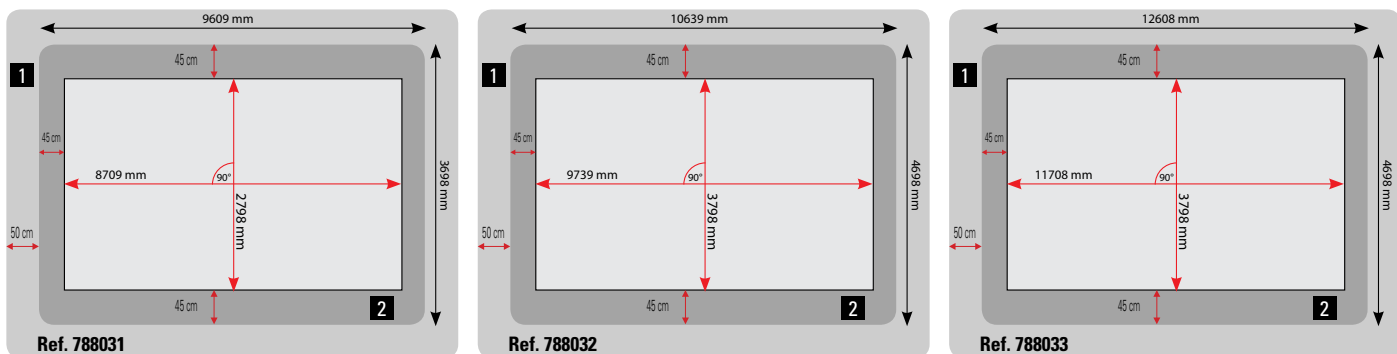 9609 mm
45 cm
1
45 cm
8709 mm
90°
2798 mm
3698 mm
50 cm
45 cm
2
Ref. 788031
10639 mm
45 cm
1
45 cm
9739 mm
90°
3798 mm
4698 mm
50 cm
45 cm
2
Ref. 788032
12608 mm
45 cm
1
45 cm
11708 mm
90°
3798 mm
4698 mm
50 cm
45 cm
2
Ref. 788033